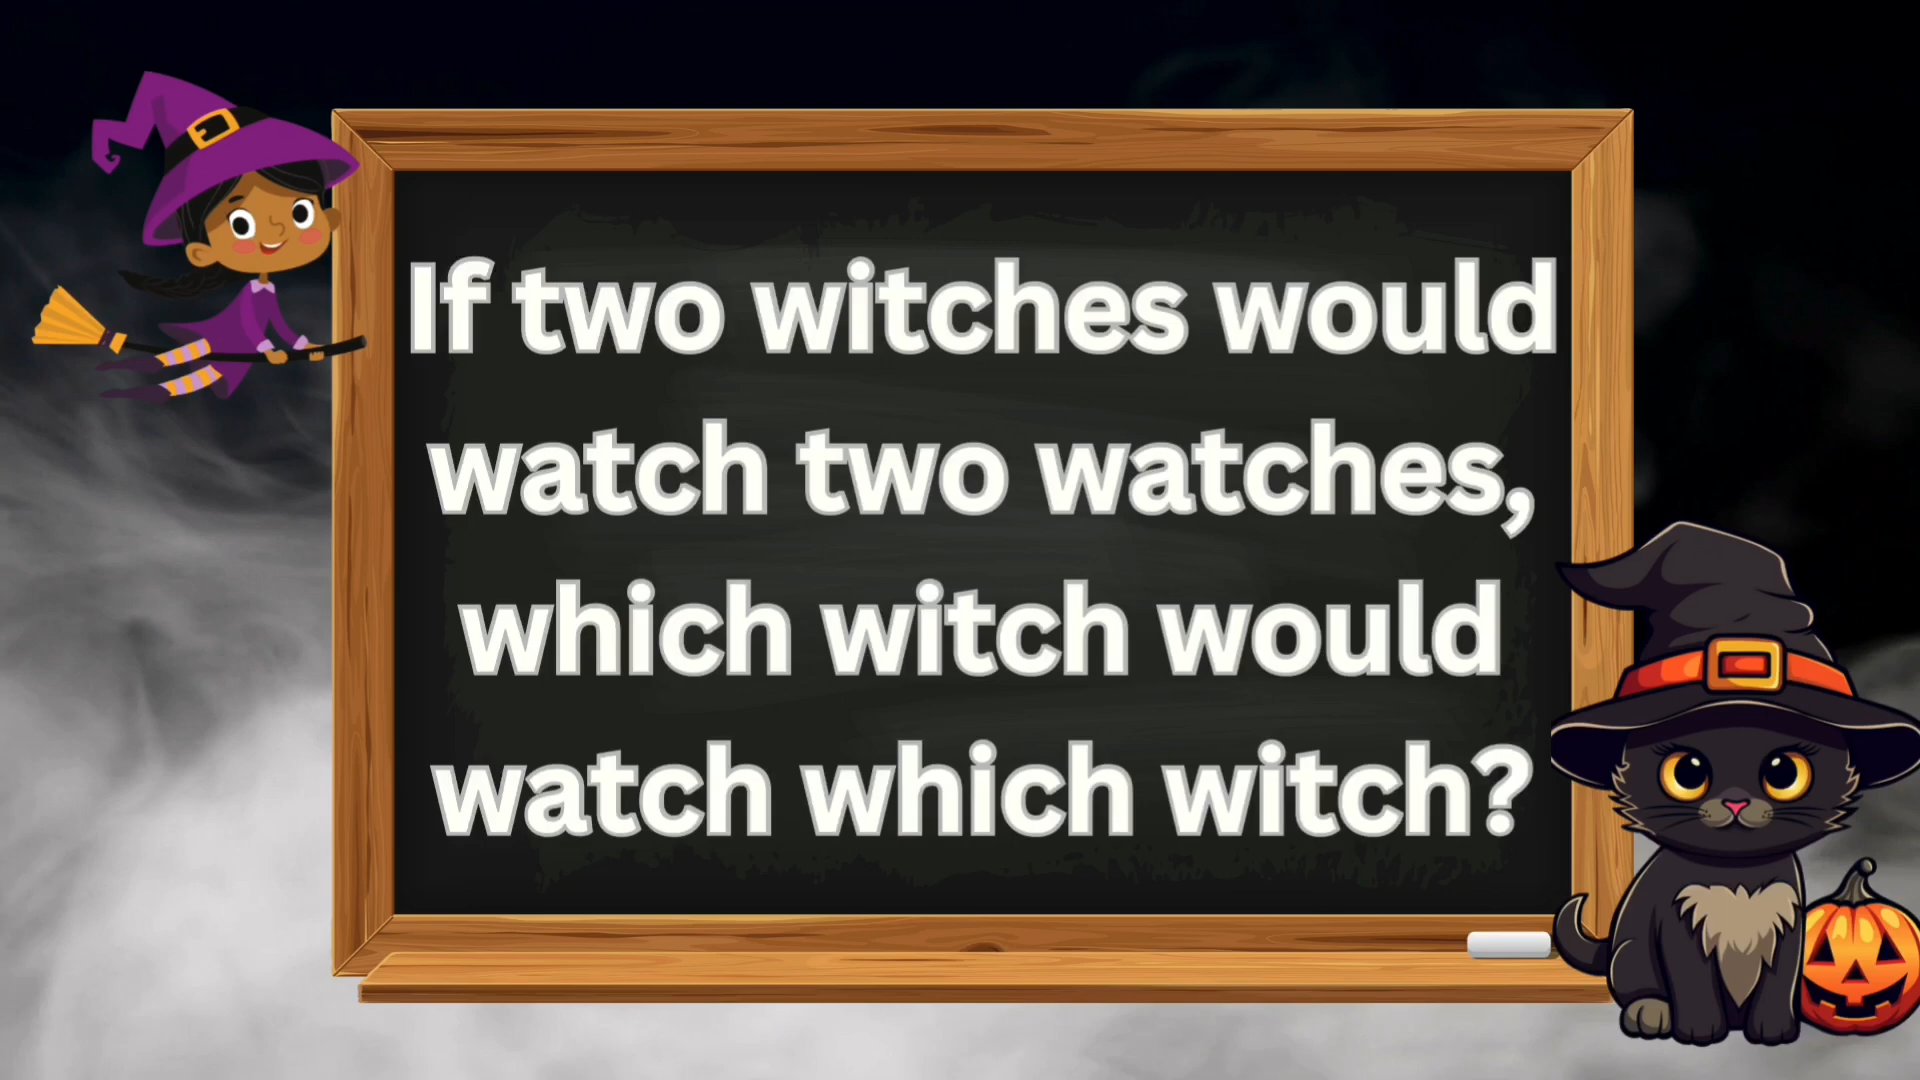 If two witches would
watch two watches,
which witch would
watch which witch?